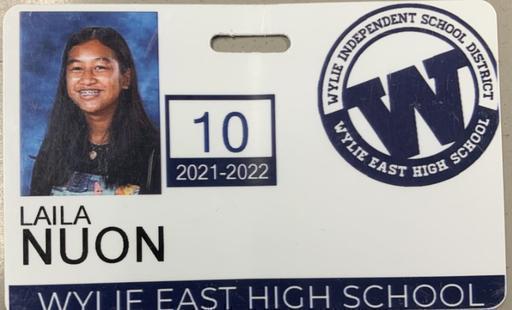 WYLIE INDEPENDENT SCHOOL DISTRICT
W
WYLIE EAST HIGH SCHOOL
10
2021-2022
LAILA
NUON
WYLIE EAST HIGH SCHOOL